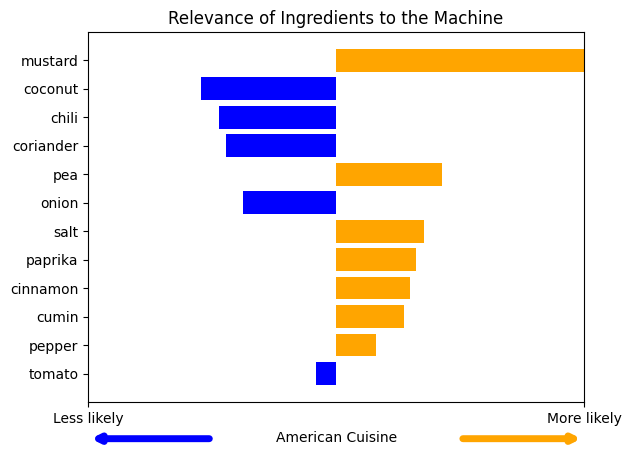 Relevance of Ingredients to the Machine
mustard
coconut
chili
coriander
pea
onion
salt
paprika
cinnamon
cumin
pepper
tomato
Less likely
More likely
American Cuisine